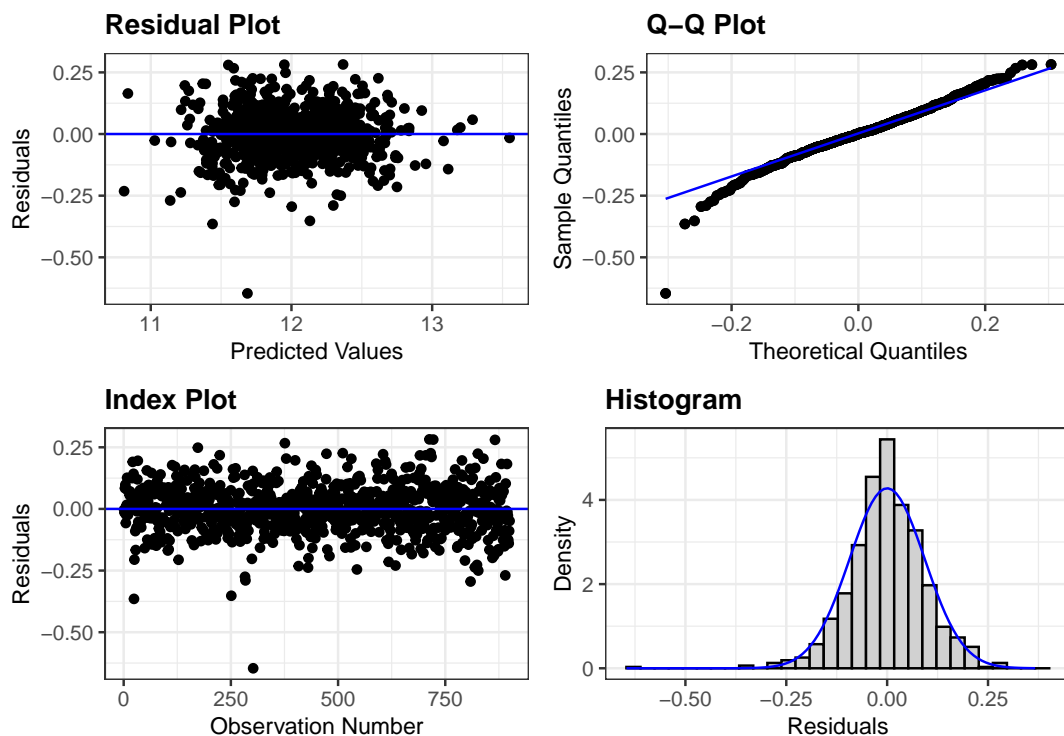 Residual Plot
0.25
0.00
−0.25
−0.50
Residuals
11
12
13
Predicted Values
Q−Q Plot
0.25
0.00
−0.25
−0.50
Sample Quantiles
−0.2
0.0
0.2
Theoretical Quantiles
Index Plot
0.25
0.00
−0.25
−0.50
Residuals
0
250
500
750
Observation Number
Histogram
4
2
0
Density
−0.50
−0.25
0.00
0.25
Residuals